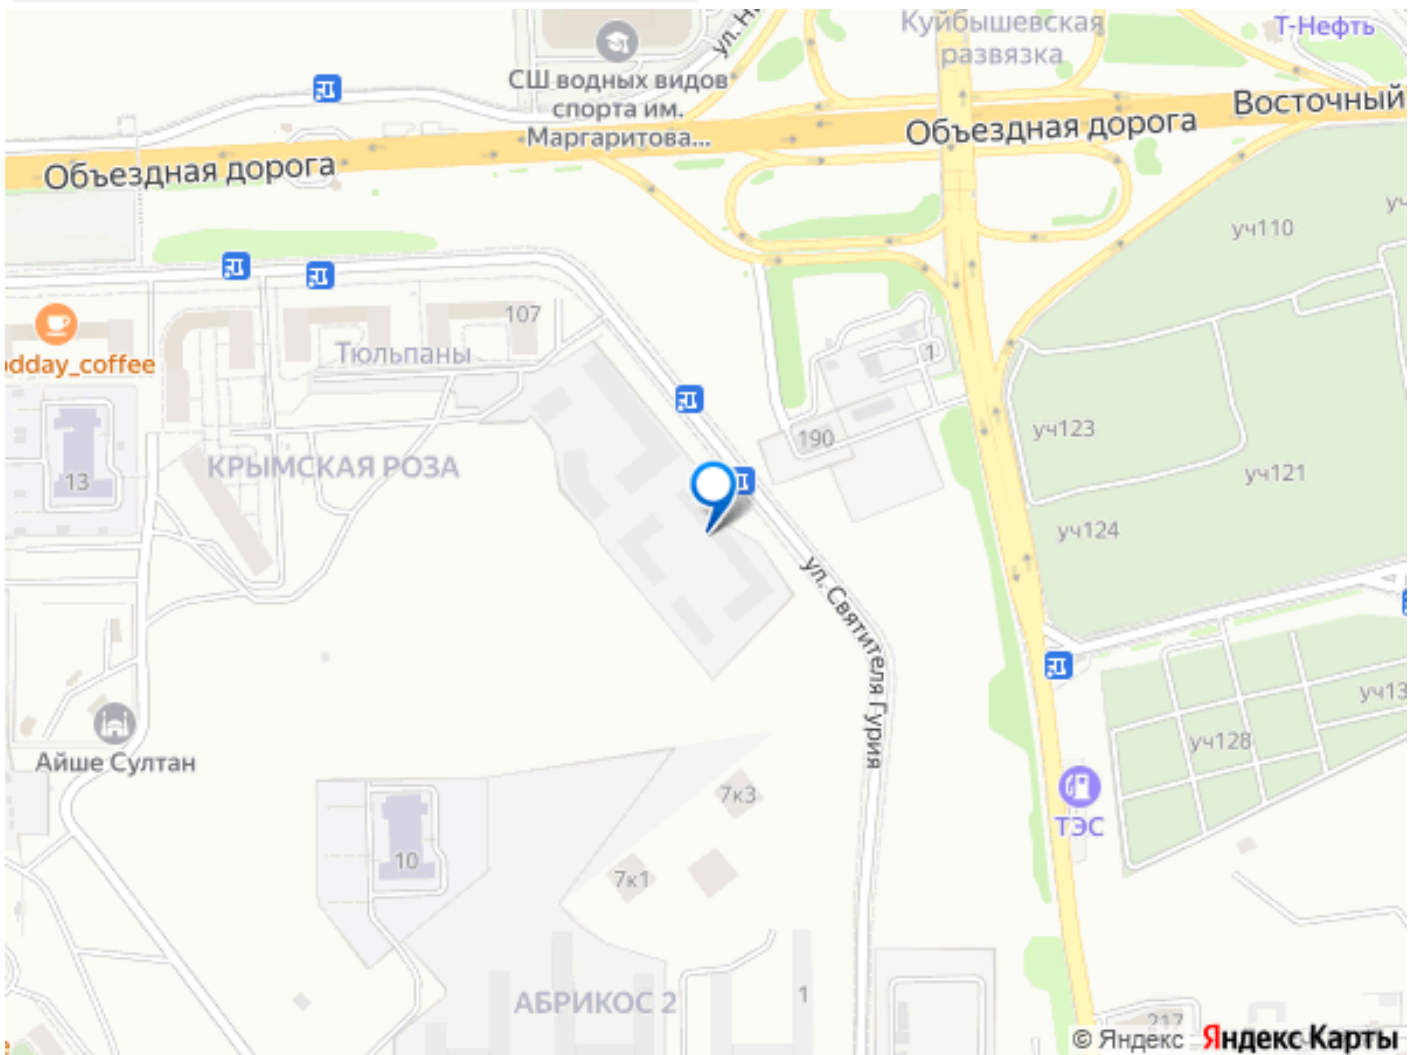 Куйбышевская
развязка
Т-Нефть
СШ водных видов
спорта им.
Маргаритова...
Восточный
Объездная дорога
Объездная дорога
уч110
107
Тюльпаны
odday_coffee
1
уч123
190
КРЫМСКАЯ РОЗА
13
уч121
уч124
ул. Святителя Гурия
уч13
уч128
Айше Султан
7к3
ТЭС
10
7к1
АБРИКОС 2
1
217
© Яндекс Яндекс Карты